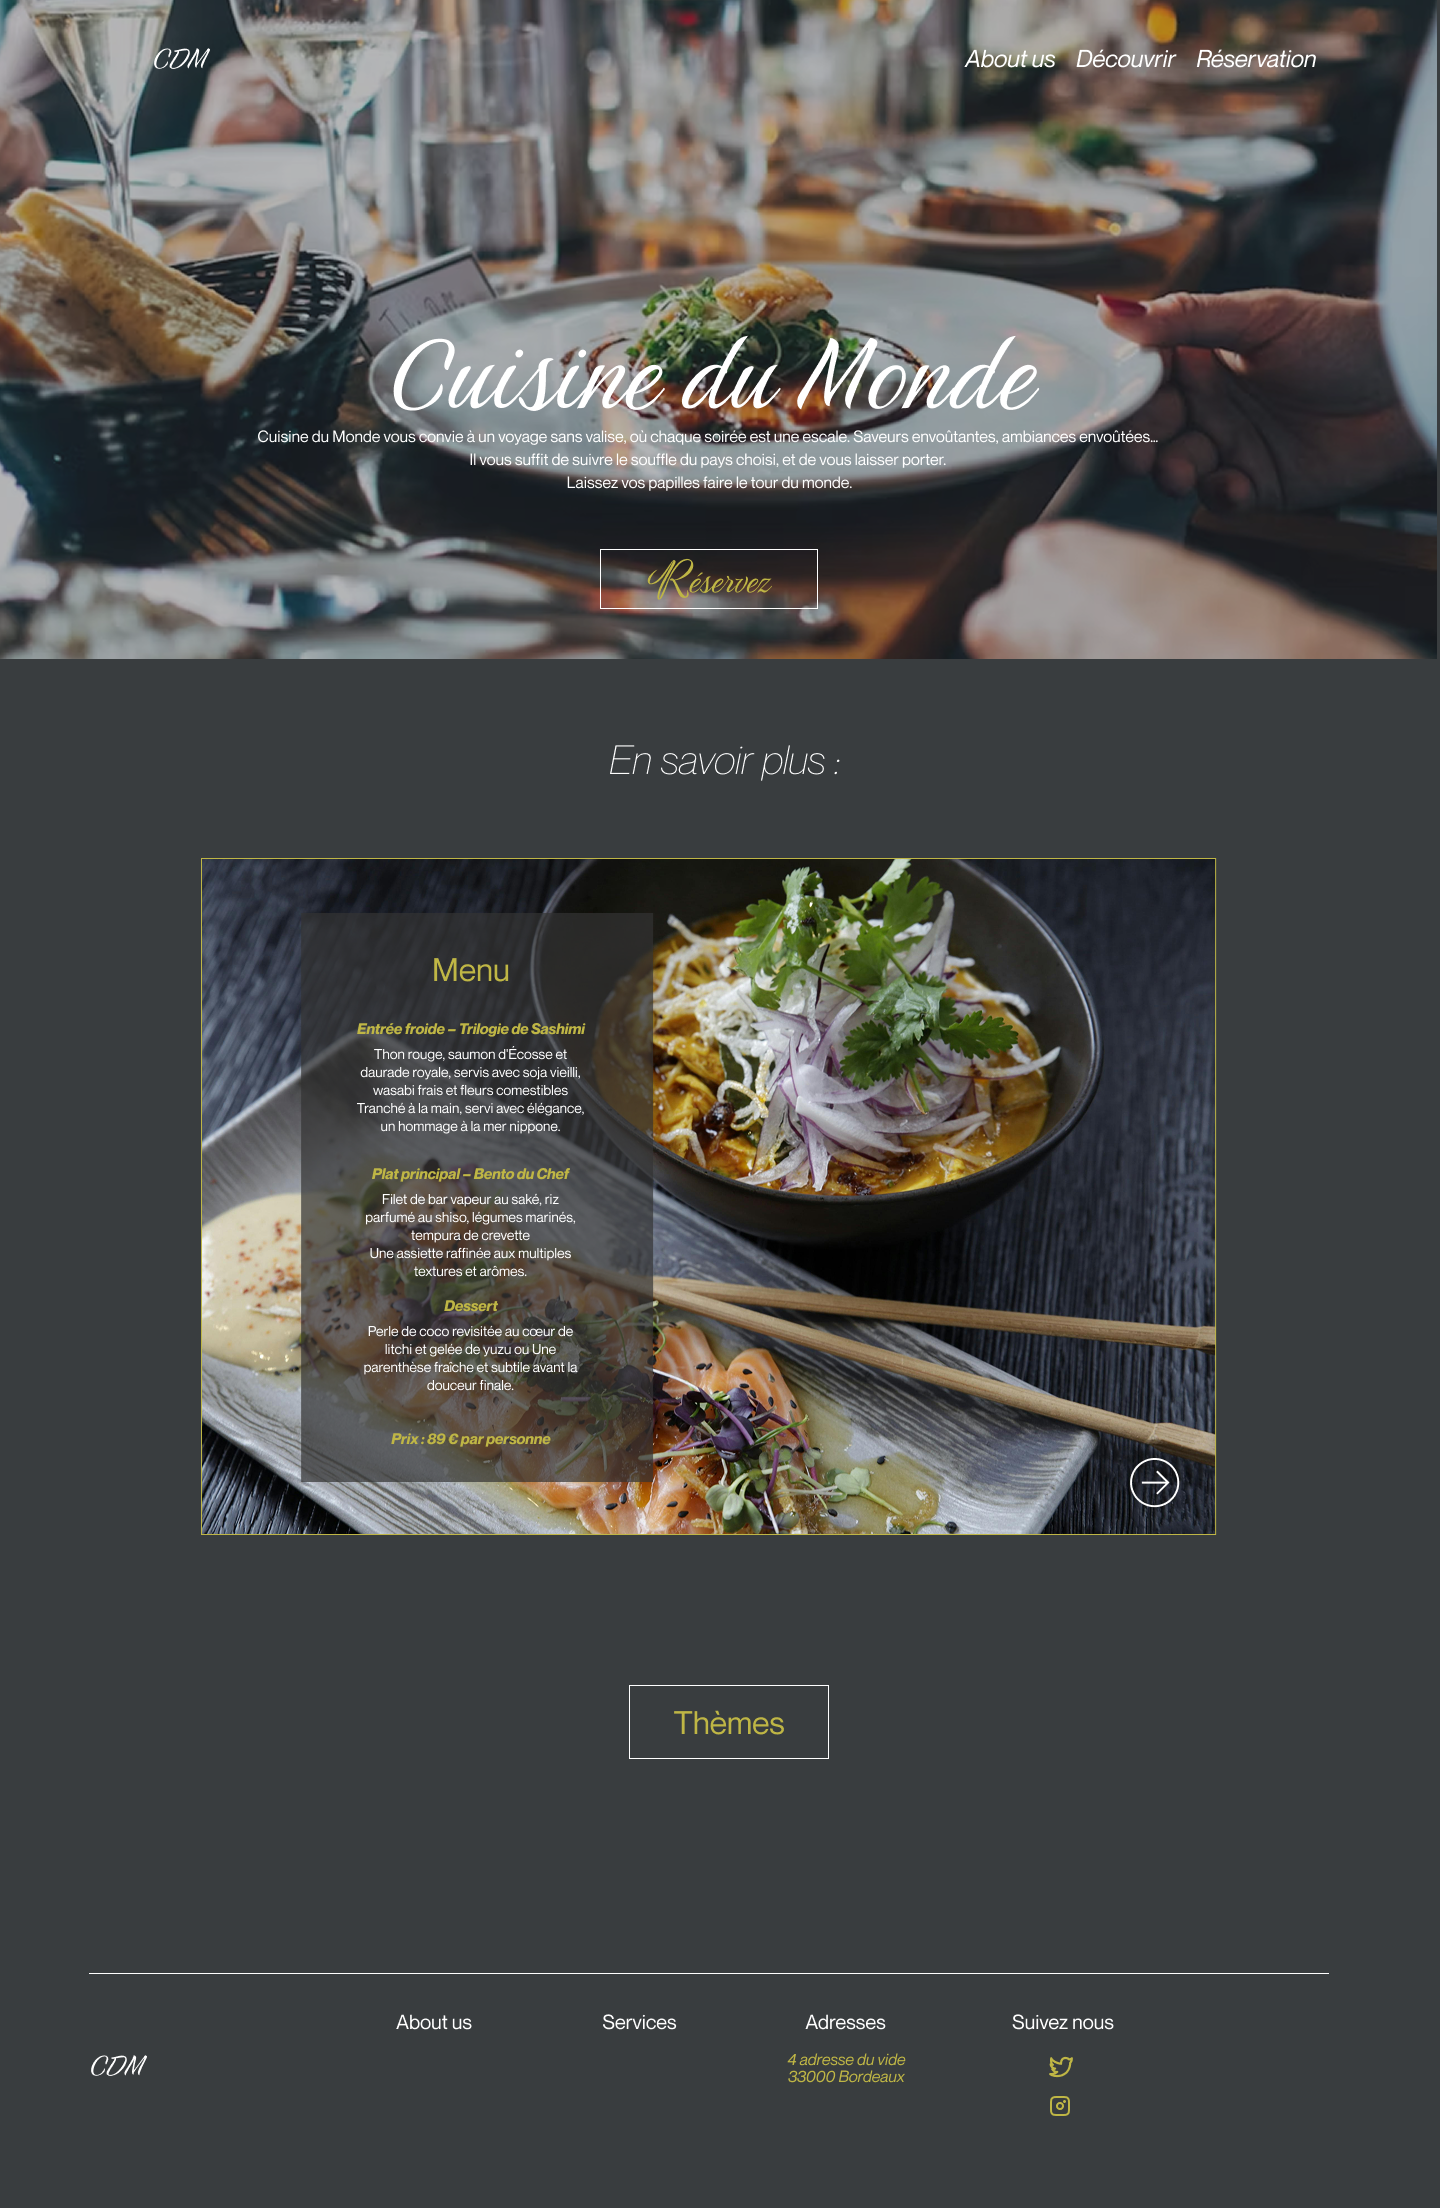 CDM
About us Découvrir Réservation
Cuisine du Monde
Cuisine du Monde vous convie à un voyage sans valise, où chaque soirée est une escale. Saveurs envoûtantes, ambiances envoûtées...
Il vous suffit de suivre le souffle du pays choisi, et de vous laisser porter.
Laissez vos papilles faire le tour du monde.
Réservez
En savoir plus :
Menu
Entrée froide – Trilogie de Sashimi
Thon rouge, saumon d'Écosse et
daurade royale, servis avec soja vieilli,
wasabi frais et fleurs comestibles
Tranché à la main, servi avec élégance,
un hommage à la mer nippone.
Plat principal – Bento du Chef
Filet de bar vapeur au saké, riz
parfumé au shiso, légumes marinés,
tempura de crevette
Une assiette raffinée aux multiples
textures et arômes.
Dessert
Perle de coco revisitée au cœur de
litchi et gelée de yuzu ou Une
parenthèse fraîche et subtile avant la
douceur finale.
Prix : 89 € par personne
Thèmes
About us
Services
Adresses
Suivez nous
CDM
4 adresse du vide
33000 Bordeaux